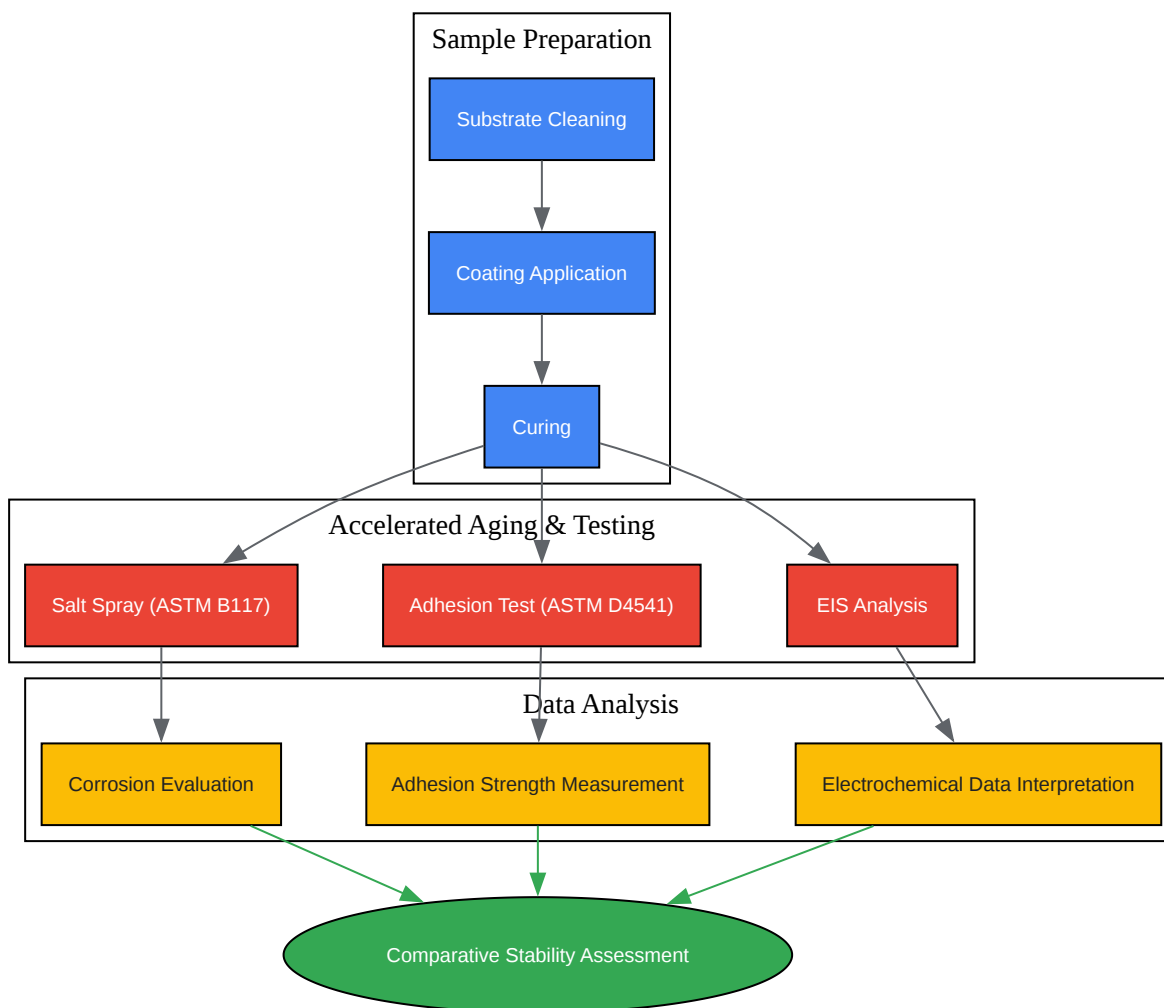 Sample Preparation
Substrate Cleaning
Coating Application
Curing
Accelerated Aging & Testing
Salt Spray (ASTM B117)
Adhesion Test (ASTM D4541)
EIS Analysis
Data Analysis
Corrosion Evaluation
Adhesion Strength Measurement
Electrochemical Data Interpretation
Comparative Stability Assessment